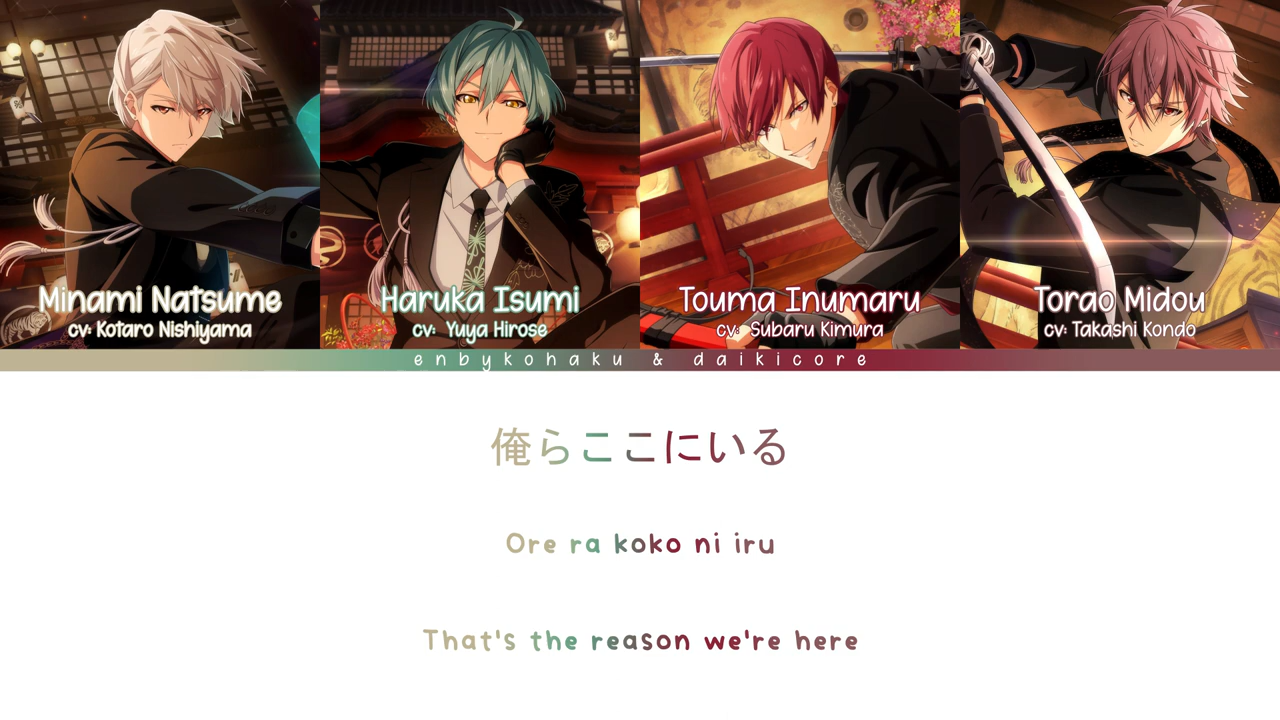 Minami Natsume
cv: Kotaro Nishiyama
Haruka Isumi
cv: Yuya Hirose
Touma Inumaru
cv: Subaru Kimura
Torao Midou
cv: Takashi Kondo
enbykohaku & daikicore
俺らここにいる
Ore ra koko ni iru
That's the reason we're here